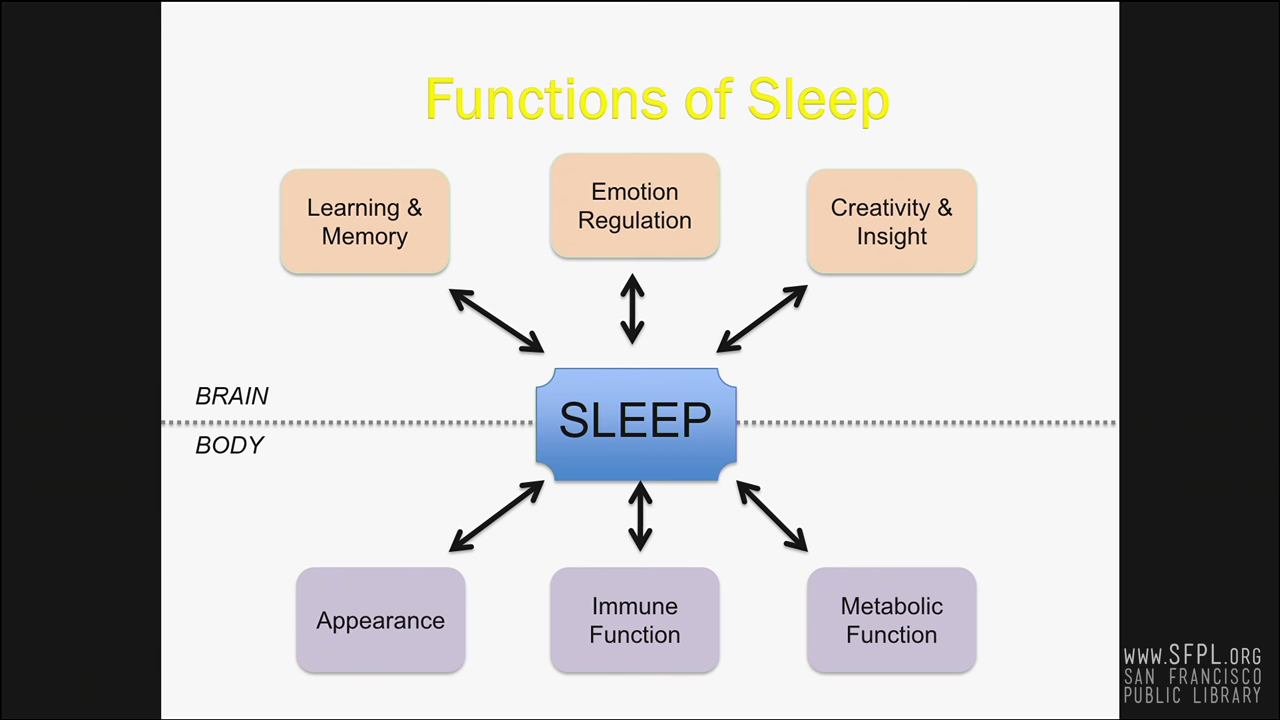 Functions of Sleep
Learning &
Memory
Emotion
Regulation
Creativity &
Insight
BRAIN
SLEEP
BODY
Appearance
Immune
Function
Metabolic
Function
WWW.SFPL.ORG
SAN FRANCISCO
PUBLIC LIBRARY